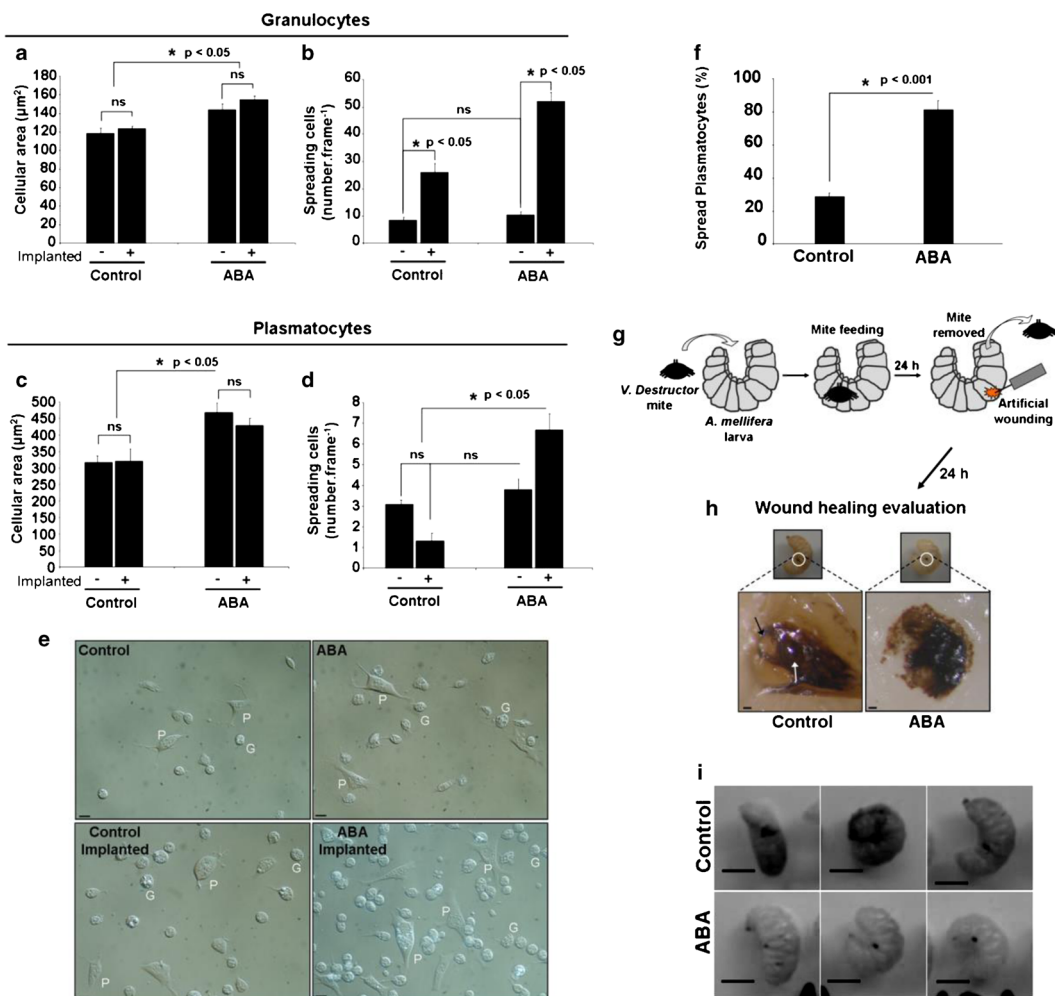 Granulocytes
a
* p < 0.05
ns
ns
Cellular area (µm²)
180
160
140
120
100
80
60
40
20
0
Implanted
- + - +
Control ABA
b
* p < 0.05
ns
* p < 0.05
Spreading cells
(number.frame⁻¹)
60
50
40
30
20
10
0
- + - +
Control ABA
Plasmatocytes
c
* p < 0.05
ns
ns
Cellular area (µm²)
500
450
400
350
300
250
200
150
100
50
0
Implanted
- + - +
Control ABA
d
* p < 0.05
ns ns
Spreading cells
(number.frame⁻¹)
8
7
6
5
4
3
2
1
0
- + - +
Control ABA
e
Control
P
P
G
ABA
P
G
G
P
Control
Implanted
P
G
G
P
ABA
Implanted
P
G
P
G
P
f
* p < 0.001
Spread Plasmatocytes (%)
100
80
60
40
20
0
Control ABA
g
V. Destructor
mite
A. mellifera
larva
Mite feeding
24 h
Mite
removed
Artificial
wounding
24 h
h
Wound healing evaluation
Control ABA
i
Control
ABA